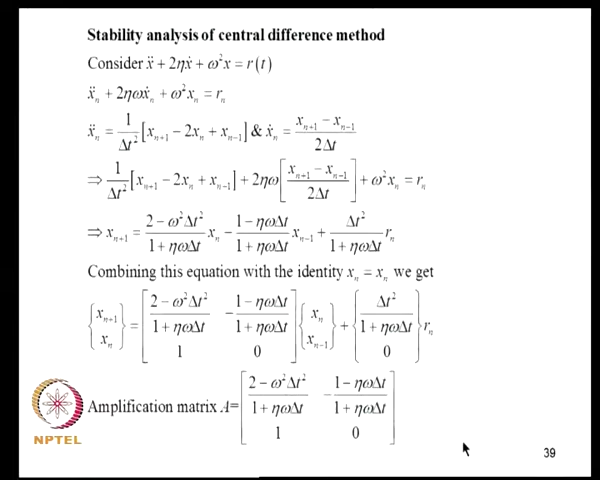 Stability analysis of central difference method
Consider ẍ + 2ηẋ + ω²x = r(t)
ẍₙ + 2ηωẋₙ + ω²xₙ = rₙ
ẍₙ = 1/Δt² [xₙ₊₁ − 2xₙ + xₙ₋₁] & ẋₙ = (xₙ₊₁ − xₙ₋₁)/(2Δt)
⇒ 1/Δt² [xₙ₊₁ − 2xₙ + xₙ₋₁] + 2ηω[(xₙ₊₁ − xₙ₋₁)/(2Δt)] + ω²xₙ = rₙ
⇒ xₙ₊₁ = (2 − ω²Δt²)/(1 + ηωΔt) xₙ − (1 − ηωΔt)/(1 + ηωΔt) xₙ₋₁ + Δt²/(1 + ηωΔt) rₙ
Combining this equation with the identity xₙ = xₙ we get
{xₙ₊₁; xₙ} = [(2 − ω²Δt²)/(1 + ηωΔt) −(1 − ηωΔt)/(1 + ηωΔt); 1 0] {xₙ; xₙ₋₁} + {Δt²/(1 + ηωΔt); 0} rₙ
Amplification matrix A=[(2 − ω²Δt²)/(1 + ηωΔt) −(1 − ηωΔt)/(1 + ηωΔt); 1 0]
NPTEL
39